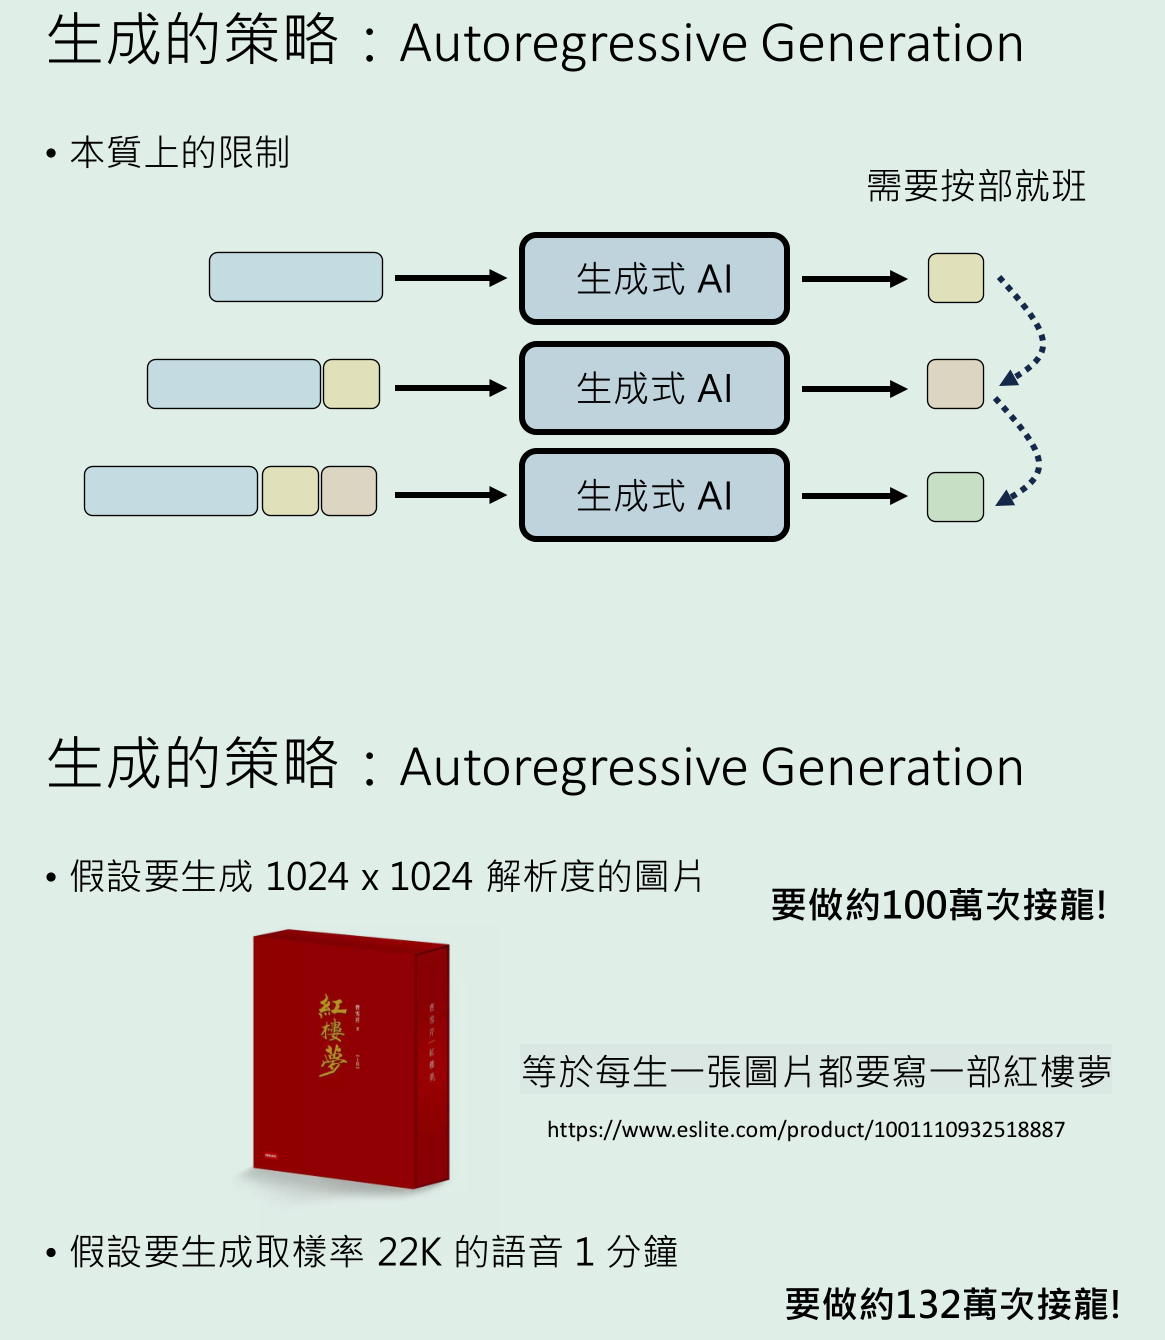 生成的策略：Autoregressive Generation
• 本質上的限制
需要按部就班
生成式 AI
生成式 AI
生成式 AI
生成的策略：Autoregressive Generation
• 假設要生成 1024 x 1024 解析度的圖片
要做約100萬次接龍!
紅樓夢
等於每生一張圖片都要寫一部紅樓夢
https://www.eslite.com/product/1001110932518887
• 假設要生成取樣率 22K 的語音 1 分鐘
要做約132萬次接龍!